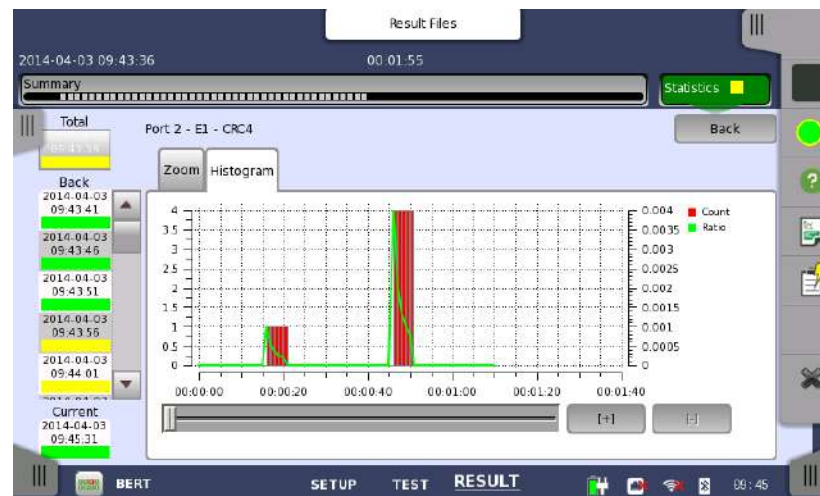 Result Files
2014-04-03 09:43:36
00:01:55
Summary
Statistics
Total
Port 2 - E1 - CRC4
Back
Zoom
Histogram
Back
2014-04-03
09:43:41
2014-04-03
09:43:46
2014-04-03
09:43:51
2014-04-03
09:43:56
2014-04-03
09:44:01
Current
2014-04-03
09:45:31
4
3.5
3
2.5
2
1.5
1
0.5
0
0.004
0.0035
0.003
0.0025
0.002
0.0015
0.001
0.0005
0
Count
Ratio
00:00:00
00:00:20
00:00:40
00:01:00
00:01:20
00:01:40
[+]
[-]
BERT
SETUP
TEST
RESULT
09:45